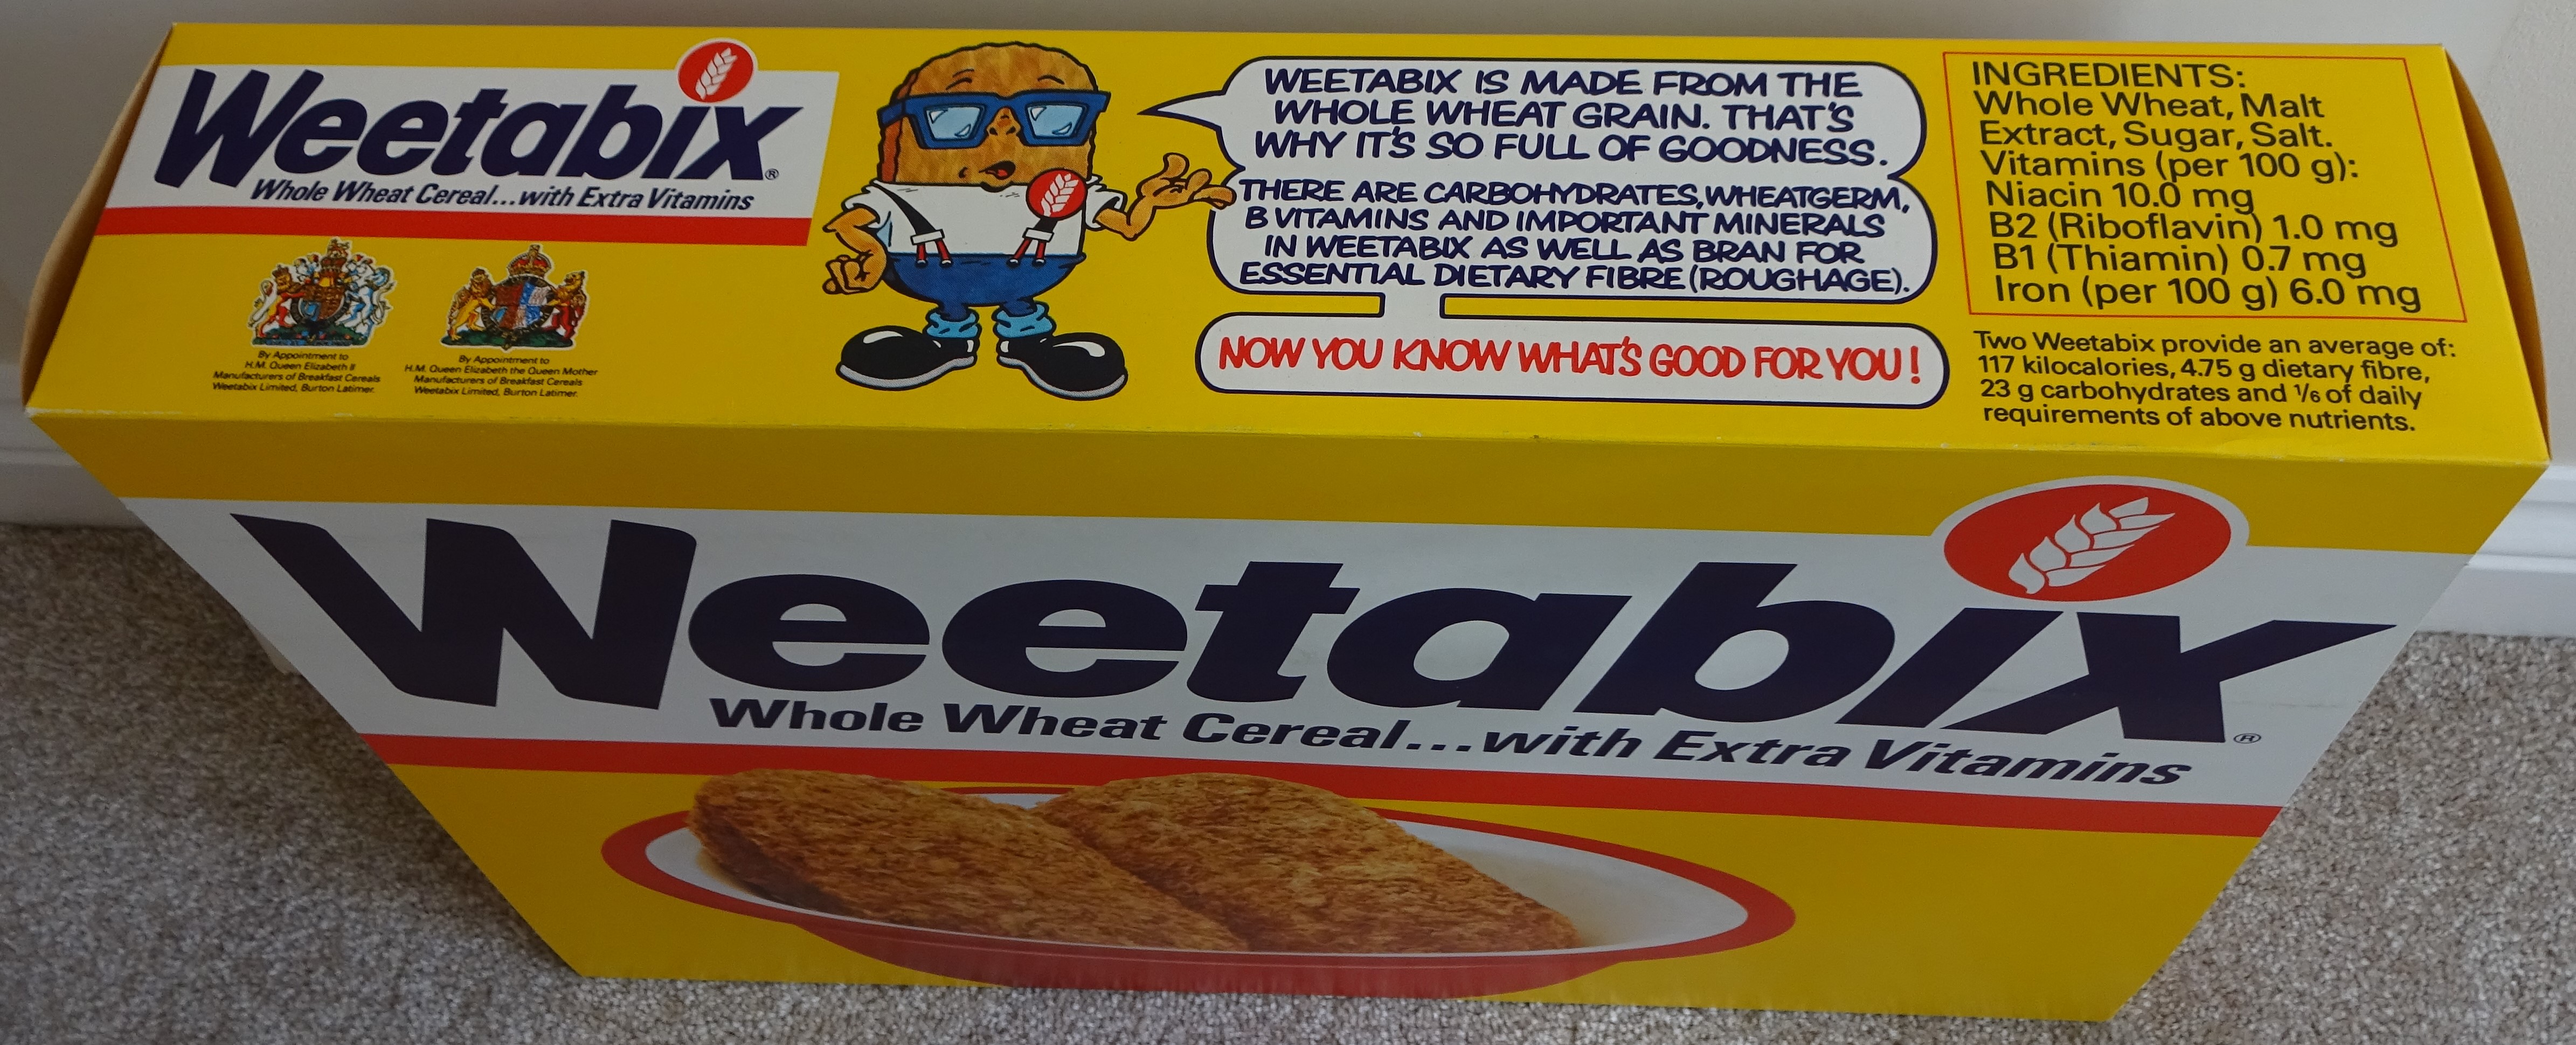 Weetabix®
Whole Wheat Cereal...with Extra Vitamins
By Appointment to
H.M. Queen Elizabeth II
Manufacturers of Breakfast Cereals
Weetabix Limited, Burton Latimer.
By Appointment to
H.M. Queen Elizabeth the Queen Mother
Manufacturers of Breakfast Cereals
Weetabix Limited, Burton Latimer.
WEETABIX IS MADE FROM THE
WHOLE WHEAT GRAIN. THAT'S
WHY IT'S SO FULL OF GOODNESS.
THERE ARE CARBOHYDRATES, WHEATGERM,
B VITAMINS AND IMPORTANT MINERALS
IN WEETABIX AS WELL AS BRAN FOR
ESSENTIAL DIETARY FIBRE (ROUGHAGE).
NOW YOU KNOW WHAT'S GOOD FOR YOU!
INGREDIENTS:
Whole Wheat, Malt
Extract, Sugar, Salt.
Vitamins (per 100 g):
Niacin 10.0 mg
B2 (Riboflavin) 1.0 mg
B1 (Thiamin) 0.7 mg
Iron (per 100 g) 6.0 mg
Two Weetabix provide an average of:
117 kilocalories, 4.75 g dietary fibre,
23 g carbohydrates and 1/6 of daily
requirements of above nutrients.
Weetabix®
Whole Wheat Cereal...with Extra Vitamins